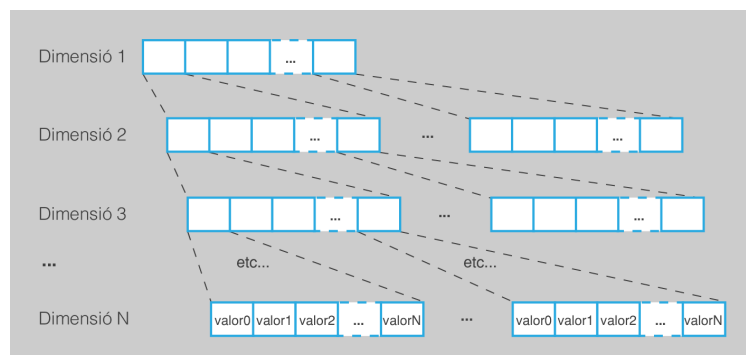 Dimensió 1
...
Dimensió 2
...
...
...
Dimensió 3
...
...
...
...
etc...
etc...
Dimensió N
valor0 valor1 valor2 ... valorN
...
valor0 valor1 valor2 ... valorN